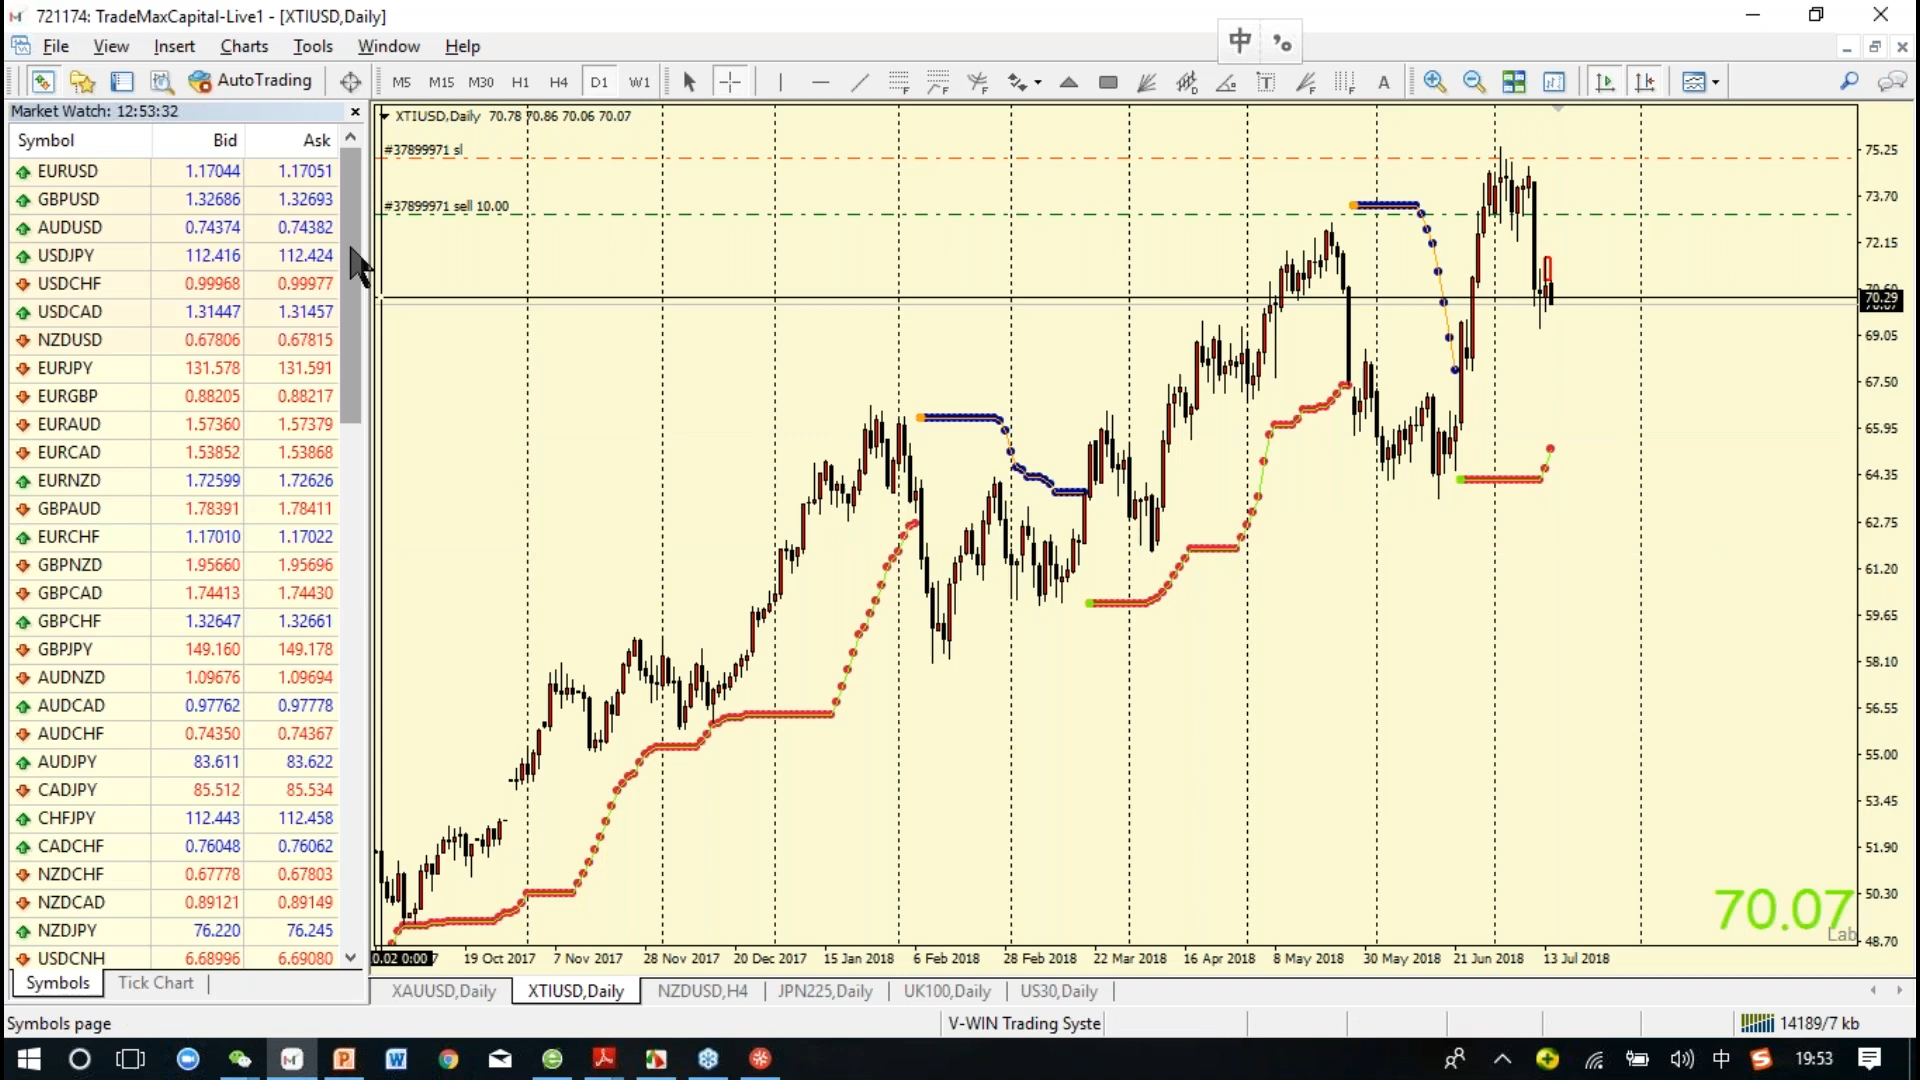 721174: TradeMaxCapital-Live1 - [XTIUSD,Daily]
File View Insert Charts Tools Window Help
中
AutoTrading M5 M15 M30 H1 H4 D1 W1 A
Market Watch: 12:53:32
Symbol Bid Ask
EURUSD 1.17044 1.17051
GBPUSD 1.32686 1.32693
AUDUSD 0.74374 0.74382
USDJPY 112.416 112.424
USDCHF 0.99968 0.99977
USDCAD 1.31447 1.31457
NZDUSD 0.67806 0.67815
EURJPY 131.578 131.591
EURGBP 0.88205 0.88217
EURAUD 1.57360 1.57379
EURCAD 1.53852 1.53868
EURNZD 1.72599 1.72626
GBPAUD 1.78391 1.78411
EURCHF 1.17010 1.17022
GBPNZD 1.95660 1.95696
GBPCAD 1.74413 1.74430
GBPCHF 1.32647 1.32661
GBPJPY 149.160 149.178
AUDNZD 1.09676 1.09694
AUDCAD 0.97762 0.97778
AUDCHF 0.74350 0.74367
AUDJPY 83.611 83.622
CADJPY 85.512 85.534
CHFJPY 112.443 112.458
CADCHF 0.76048 0.76062
NZDCHF 0.67778 0.67803
NZDCAD 0.89121 0.89149
NZDJPY 76.220 76.245
USDCNH 6.68996 6.69080
Symbols Tick Chart
XTIUSD,Daily 70.78 70.86 70.06 70.07
#37899971 sl
#37899971 sell 10.00
75.25
73.70
72.15
70.29
69.05
67.50
65.95
64.35
62.75
61.20
59.65
58.10
56.55
55.00
53.45
51.90
50.30
48.70
70.07
Lab
0.02 0:00 19 Oct 2017 7 Nov 2017 28 Nov 2017 20 Dec 2017 15 Jan 2018 6 Feb 2018 28 Feb 2018 22 Mar 2018 16 Apr 2018 8 May 2018 30 May 2018 21 Jun 2018 13 Jul 2018
XAUUSD,Daily XTIUSD,Daily NZDUSD,H4 JPN225,Daily UK100,Daily US30,Daily
Symbols page V-WIN Trading Syste 14189/7 kb
中 19:53